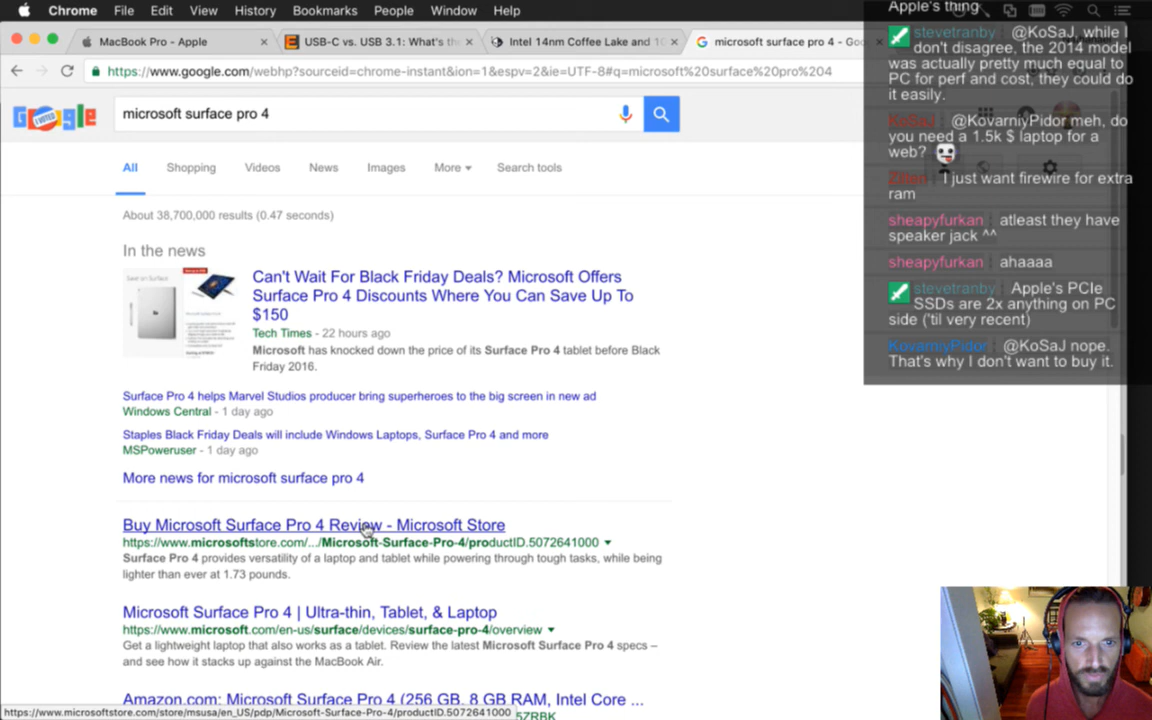 Chrome File Edit View History Bookmarks People Window Help
MacBook Pro - Apple
USB-C vs. USB 3.1: What's the
Intel 14nm Coffee Lake and 10
microsoft surface pro 4 - Goo
https://www.google.com/webhp?sourceid=chrome-instant&ion=1&espv=2&ie=UTF-8#q=microsoft%20surface%20pro%204
Google
I VOTED
microsoft surface pro 4
All Shopping Videos News Images More Search tools
About 38,700,000 results (0.47 seconds)
In the news
Can't Wait For Black Friday Deals? Microsoft Offers
Surface Pro 4 Discounts Where You Can Save Up To
$150
Tech Times - 22 hours ago
Microsoft has knocked down the price of its Surface Pro 4 tablet before Black
Friday 2016.
Surface Pro 4 helps Marvel Studios producer bring superheroes to the big screen in new ad
Windows Central - 1 day ago
Staples Black Friday Deals will include Windows Laptops, Surface Pro 4 and more
MSPoweruser - 1 day ago
More news for microsoft surface pro 4
Buy Microsoft Surface Pro 4 Review - Microsoft Store
https://www.microsoftstore.com/.../Microsoft-Surface-Pro-4/productID.5072641000
Surface Pro 4 provides versatility of a laptop and tablet while powering through tough tasks, while being
lighter than ever at 1.73 pounds.
Microsoft Surface Pro 4 | Ultra-thin, Tablet, & Laptop
https://www.microsoft.com/en-us/surface/devices/surface-pro-4/overview
Get a lightweight laptop that also works as a tablet. Review the latest Microsoft Surface Pro 4 specs –
and see how it stacks up against the MacBook Air.
Amazon.com: Microsoft Surface Pro 4 (256 GB, 8 GB RAM, Intel Core ...
https://www.microsoftstore.com/store/msusa/en_US/pdp/Microsoft-Surface-Pro-4/productID.5072641000
5ZRBK
Apple's thing
stevetranby @KoSaJ, while I
don't disagree, the 2014 model
was actually pretty much equal to
PC for perf and cost, they could do
it easily.
KoSaJ @KovarniyPidor meh, do
you need a 1.5k $ laptop for a
web?
I just want firewire for extra
ram
sheapyfurkan atleast they have
speaker jack ^^
sheapyfurkan ahaaaa
stevetranby Apple's PCIe
SSDs are 2x anything on PC
side ('til very recent)
KovarniyPidor @KoSaJ nope.
That's why I don't want to buy it.